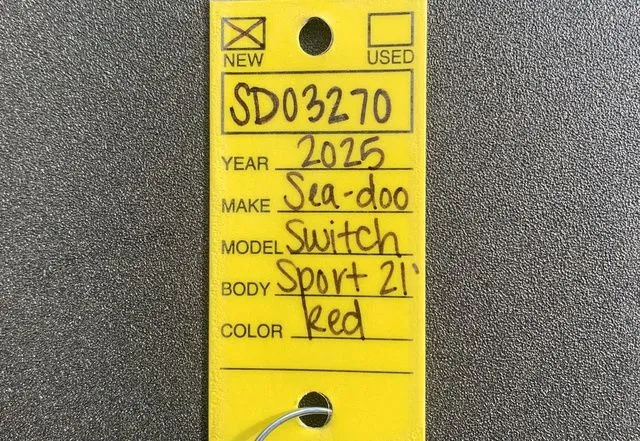 NEW USED
SD03270
YEAR 2025
MAKE Sea-doo
MODEL Switch
BODY Sport 21'
COLOR Red